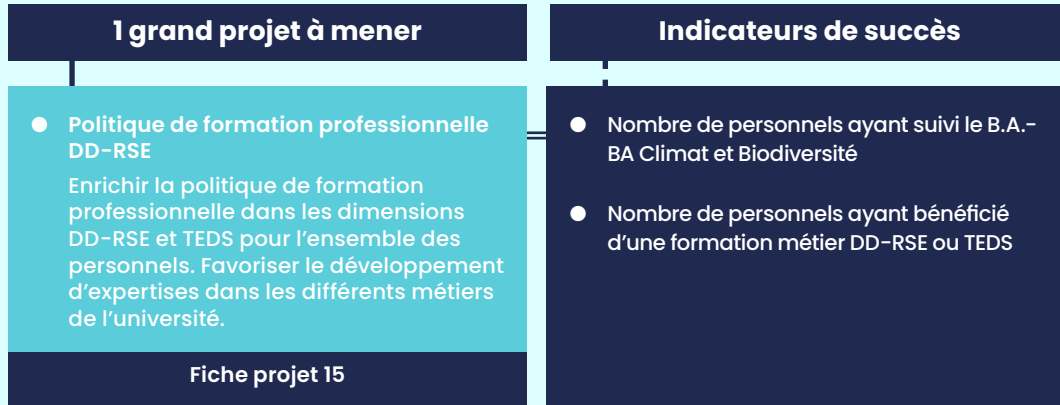 1 grand projet à mener
● Politique de formation professionnelle
DD-RSE
Enrichir la politique de formation
professionnelle dans les dimensions
DD-RSE et TEDS pour l'ensemble des
personnels. Favoriser le développement
d'expertises dans les différents métiers
de l'université.
Fiche projet 15
Indicateurs de succès
● Nombre de personnels ayant suivi le B.A.-
BA Climat et Biodiversité
● Nombre de personnels ayant bénéficié
d'une formation métier DD-RSE ou TEDS